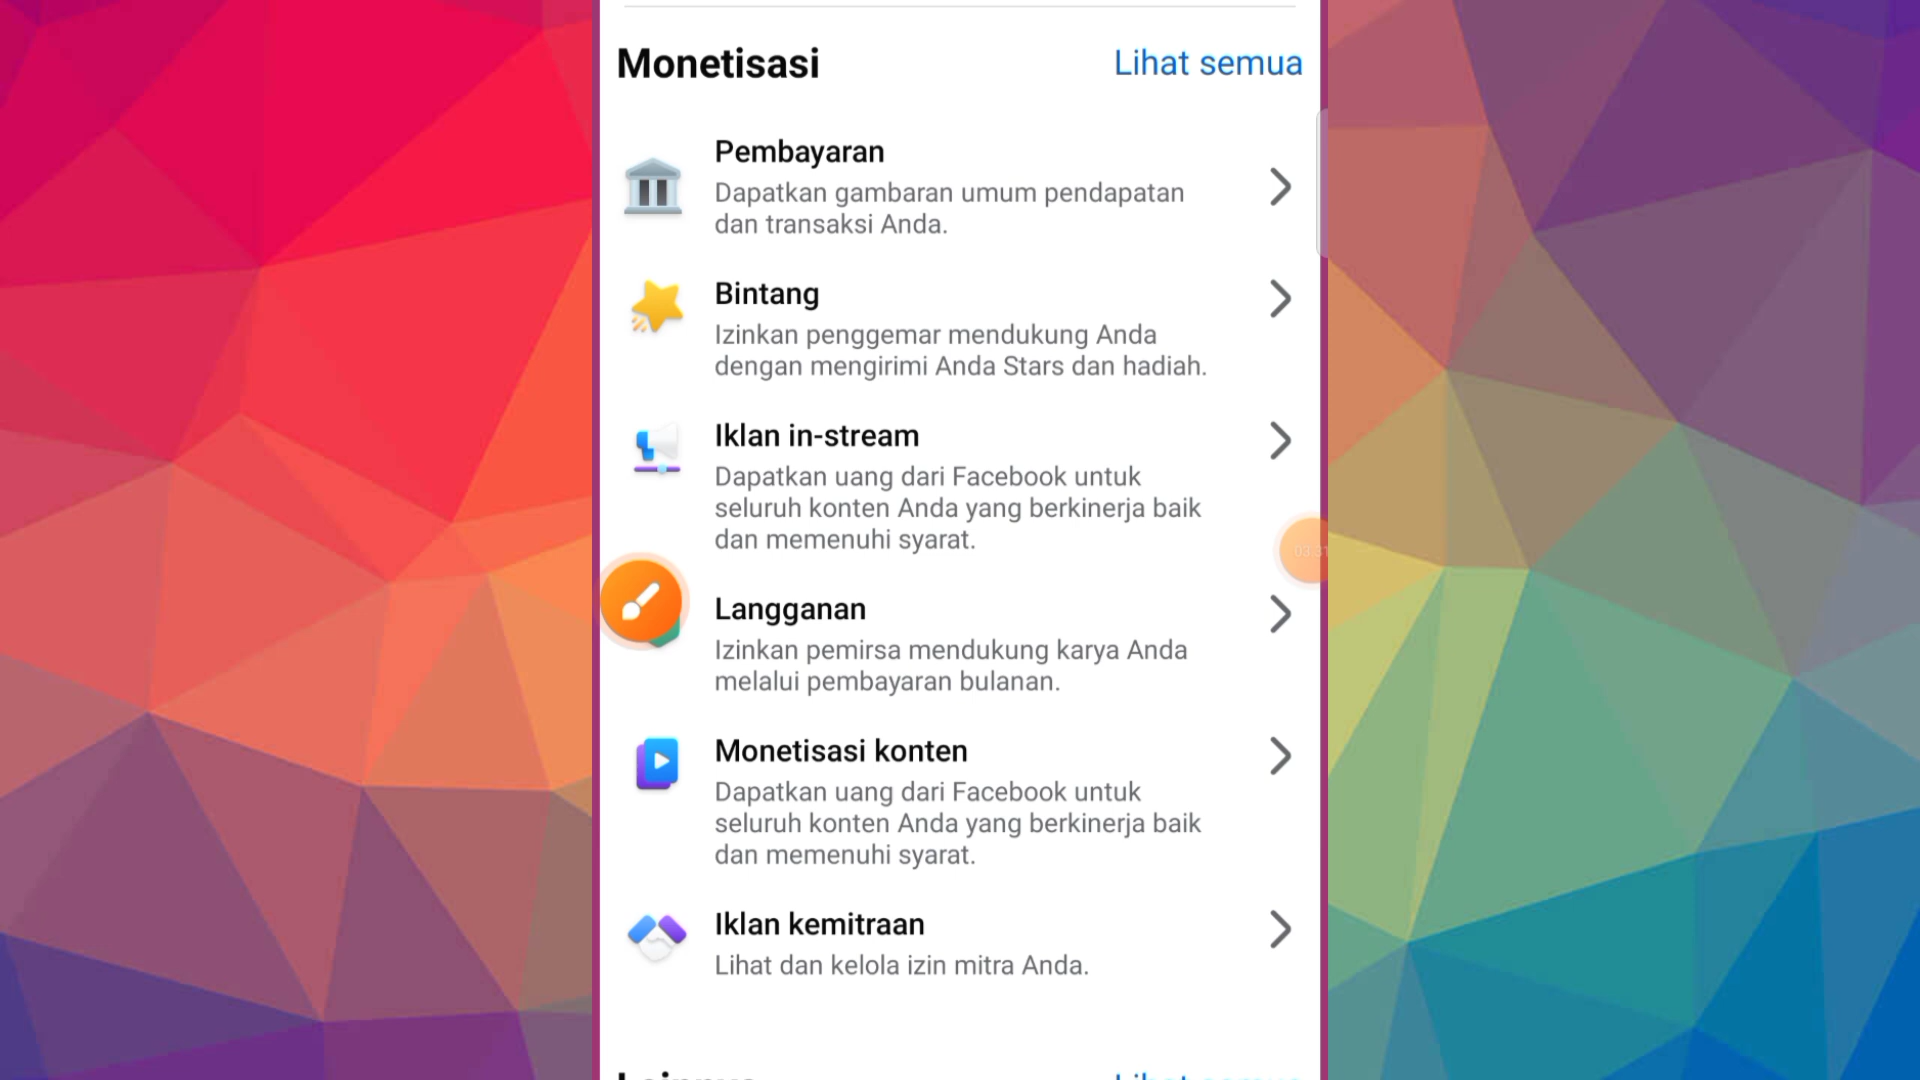 Monetisasi
Lihat semua
Pembayaran
Dapatkan gambaran umum pendapatan
dan transaksi Anda.
Bintang
Izinkan penggemar mendukung Anda
dengan mengirimi Anda Stars dan hadiah.
Iklan in-stream
Dapatkan uang dari Facebook untuk
seluruh konten Anda yang berkinerja baik
dan memenuhi syarat.
Langganan
Izinkan pemirsa mendukung karya Anda
melalui pembayaran bulanan.
Monetisasi konten
Dapatkan uang dari Facebook untuk
seluruh konten Anda yang berkinerja baik
dan memenuhi syarat.
Iklan kemitraan
Lihat dan kelola izin mitra Anda.